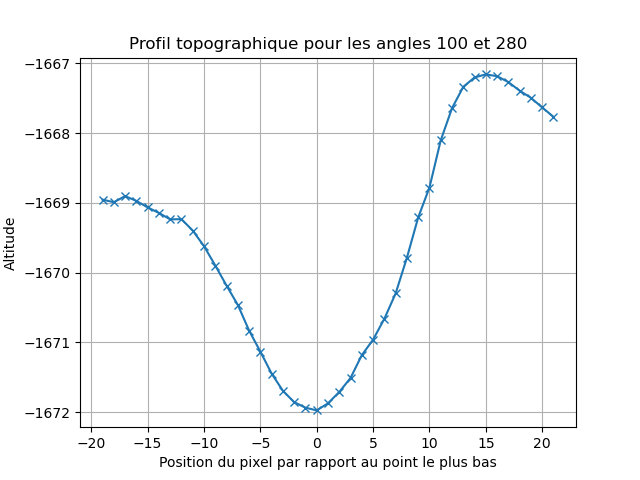 Profil topographique pour les angles 100 et 280
−1667
−1668
−1669
−1670
−1671
−1672
Altitude
−20 −15 −10 −5 0 5 10 15 20
Position du pixel par rapport au point le plus bas